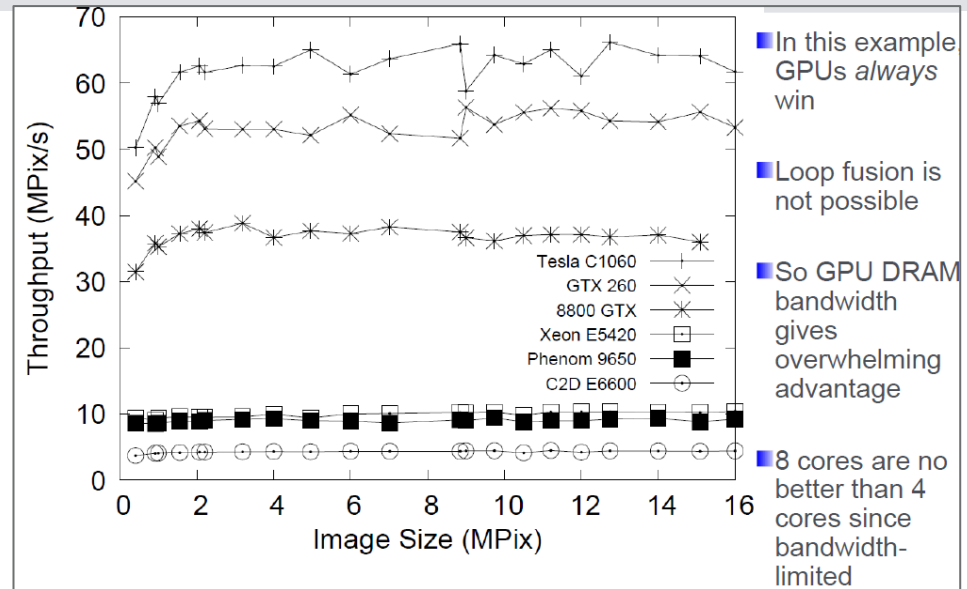 70
60
50
40
30
20
10
0
Throughput (MPix/s)
Tesla C1060
GTX 260
8800 GTX
Xeon E5420
Phenom 9650
C2D E6600
0 2 4 6 8 10 12 14 16
Image Size (MPix)
In this example,
GPUs always
win
Loop fusion is
not possible
So GPU DRAM
bandwidth
gives
overwhelming
advantage
8 cores are no
better than 4
cores since
bandwidth-
limited